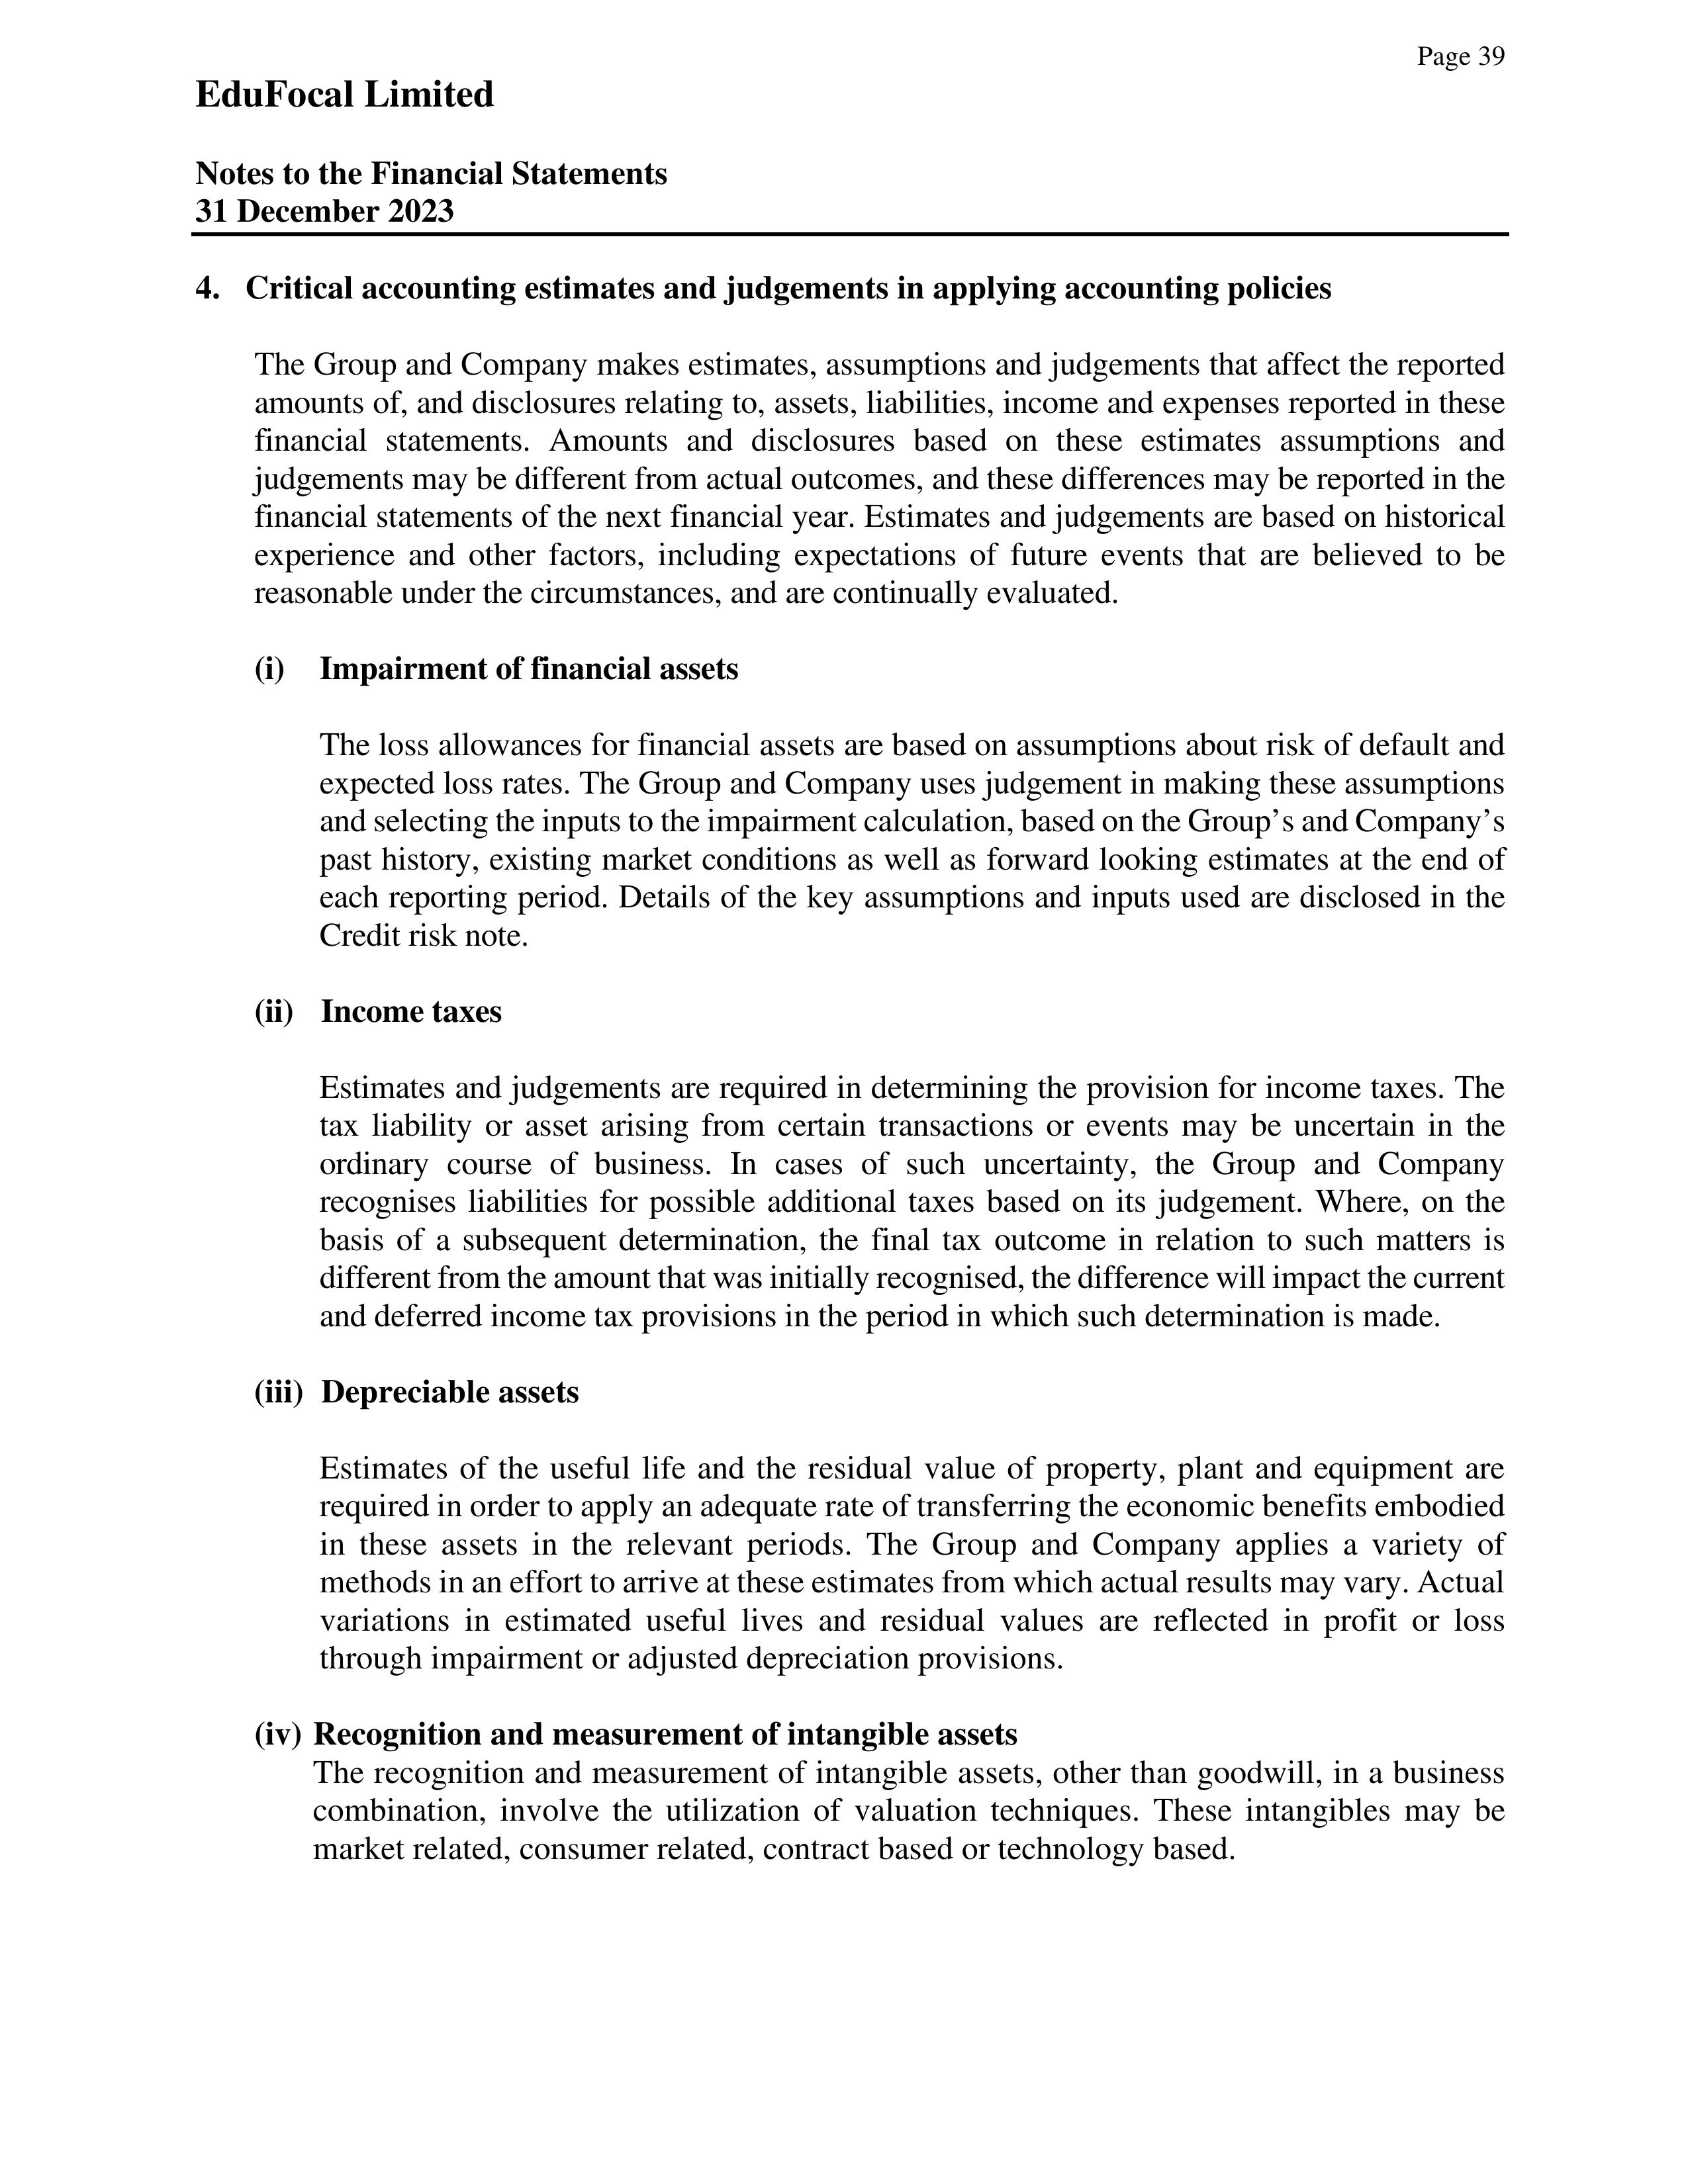 Page 39
EduFocal Limited
Notes to the Financial Statements
31 December 2023
4. Critical accounting estimates and judgements in applying accounting policies
The Group and Company makes estimates, assumptions and judgements that affect the reported
amounts of, and disclosures relating to, assets, liabilities, income and expenses reported in these
financial statements. Amounts and disclosures based on these estimates assumptions and
judgements may be different from actual outcomes, and these differences may be reported in the
financial statements of the next financial year. Estimates and judgements are based on historical
experience and other factors, including expectations of future events that are believed to be
reasonable under the circumstances, and are continually evaluated.
(i) Impairment of financial assets
The loss allowances for financial assets are based on assumptions about risk of default and
expected loss rates. The Group and Company uses judgement in making these assumptions
and selecting the inputs to the impairment calculation, based on the Group’s and Company’s
past history, existing market conditions as well as forward looking estimates at the end of
each reporting period. Details of the key assumptions and inputs used are disclosed in the
Credit risk note.
(ii) Income taxes
Estimates and judgements are required in determining the provision for income taxes. The
tax liability or asset arising from certain transactions or events may be uncertain in the
ordinary course of business. In cases of such uncertainty, the Group and Company
recognises liabilities for possible additional taxes based on its judgement. Where, on the
basis of a subsequent determination, the final tax outcome in relation to such matters is
different from the amount that was initially recognised, the difference will impact the current
and deferred income tax provisions in the period in which such determination is made.
(iii) Depreciable assets
Estimates of the useful life and the residual value of property, plant and equipment are
required in order to apply an adequate rate of transferring the economic benefits embodied
in these assets in the relevant periods. The Group and Company applies a variety of
methods in an effort to arrive at these estimates from which actual results may vary. Actual
variations in estimated useful lives and residual values are reflected in profit or loss
through impairment or adjusted depreciation provisions.
(iv) Recognition and measurement of intangible assets
The recognition and measurement of intangible assets, other than goodwill, in a business
combination, involve the utilization of valuation techniques. These intangibles may be
market related, consumer related, contract based or technology based.